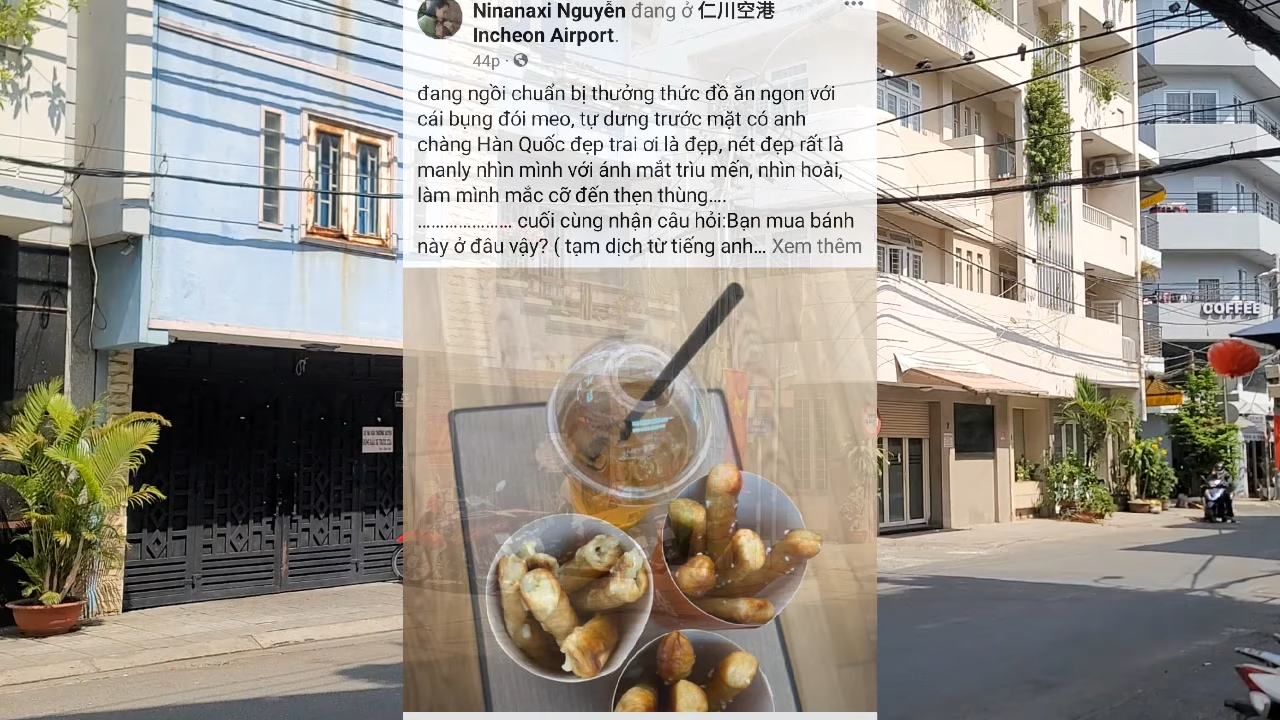 Ninanaxi Nguyễn đang ở 仁川空港
Incheon Airport.
44p ·
đang ngồi chuẩn bị thưởng thức đồ ăn ngon với
cái bụng đói meo, tự dưng trước mặt có anh
chàng Hàn Quốc đẹp trai ơi là đẹp, nét đẹp rất là
manly nhìn mình với ánh mắt trìu mến, nhìn hoài,
làm mình mắc cỡ đến thẹn thùng....
..................... cuối cùng nhận câu hỏi:Bạn mua bánh
này ở đâu vậy? ( tạm dịch từ tiếng anh... Xem thêm
COFFEE